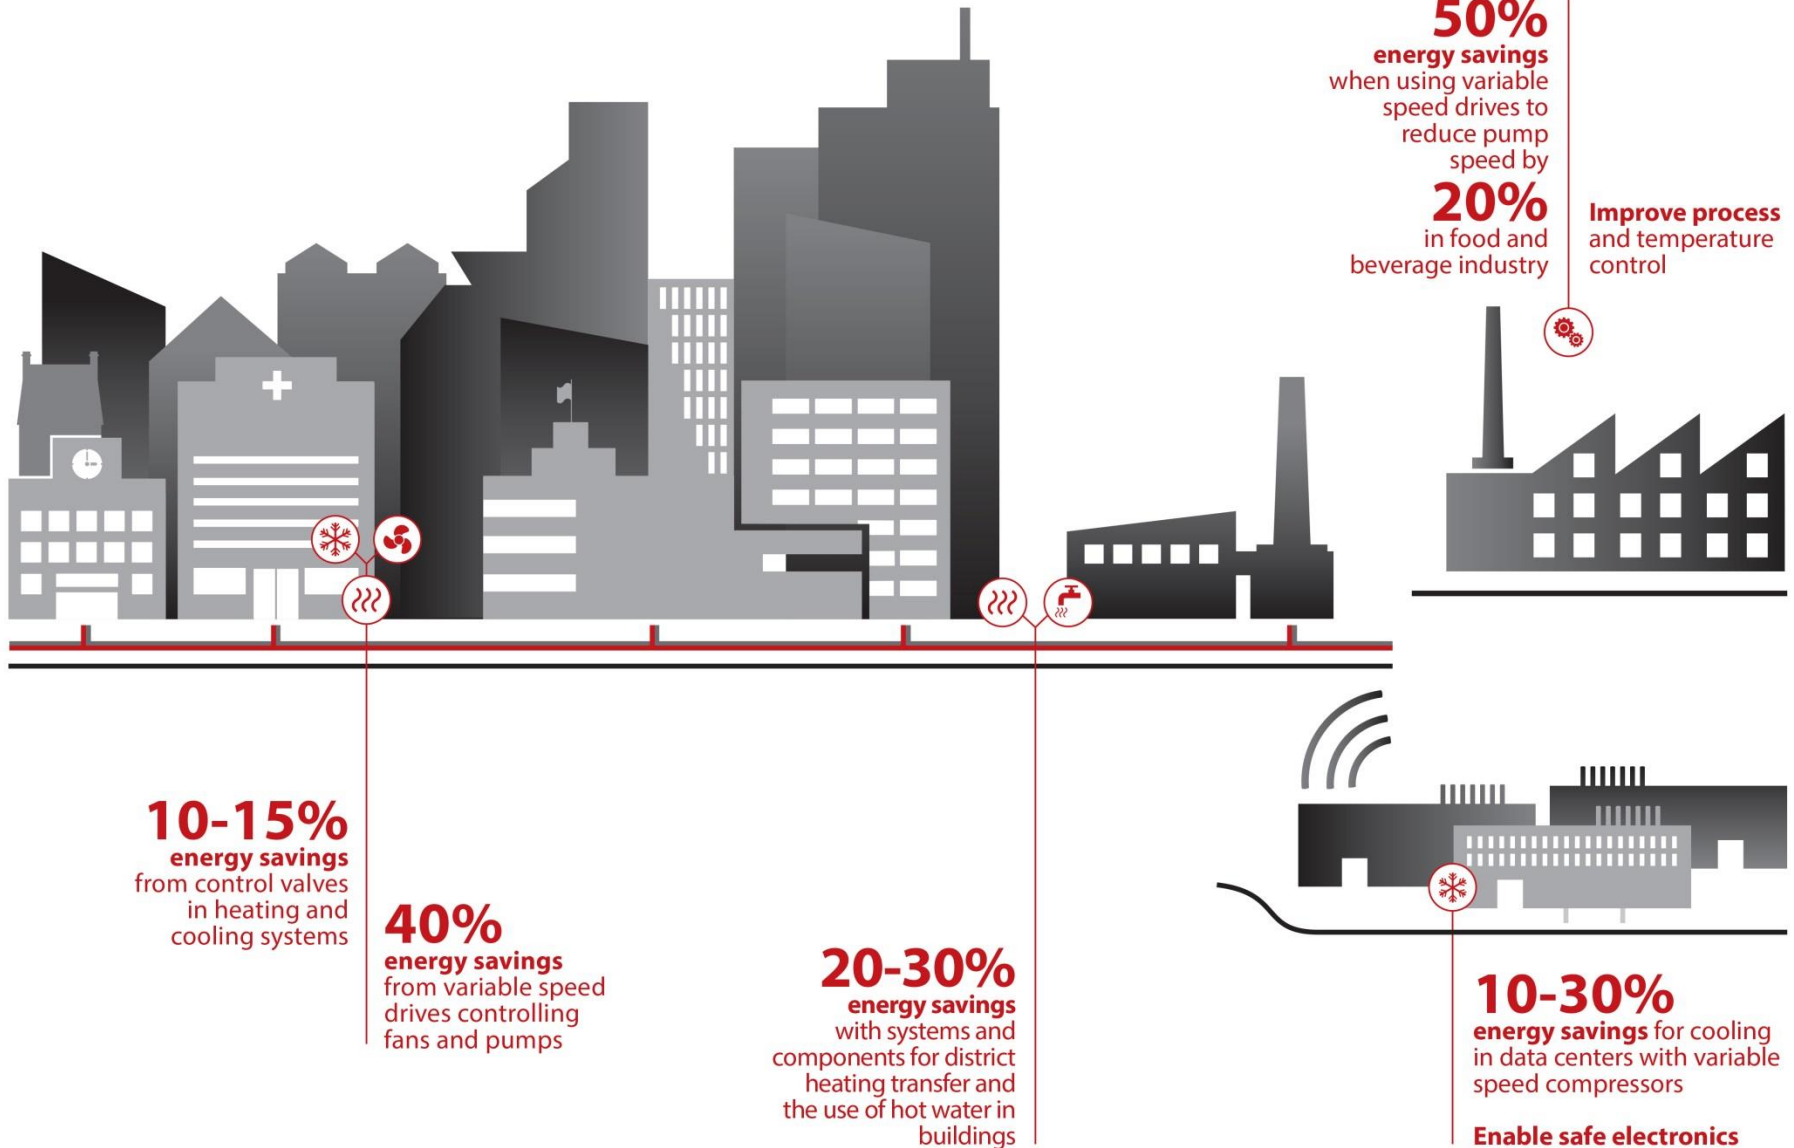 50%
energy savings
when using variable
speed drives to
reduce pump
speed by
20%
in food and
beverage industry
Improve process
and temperature
control
10-15%
energy savings
from control valves
in heating and
cooling systems
40%
energy savings
from variable speed
drives controlling
fans and pumps
20-30%
energy savings
with systems and
components for district
heating transfer and
the use of hot water in
buildings
10-30%
energy savings for cooling
in data centers with variable
speed compressors
Enable safe electronics